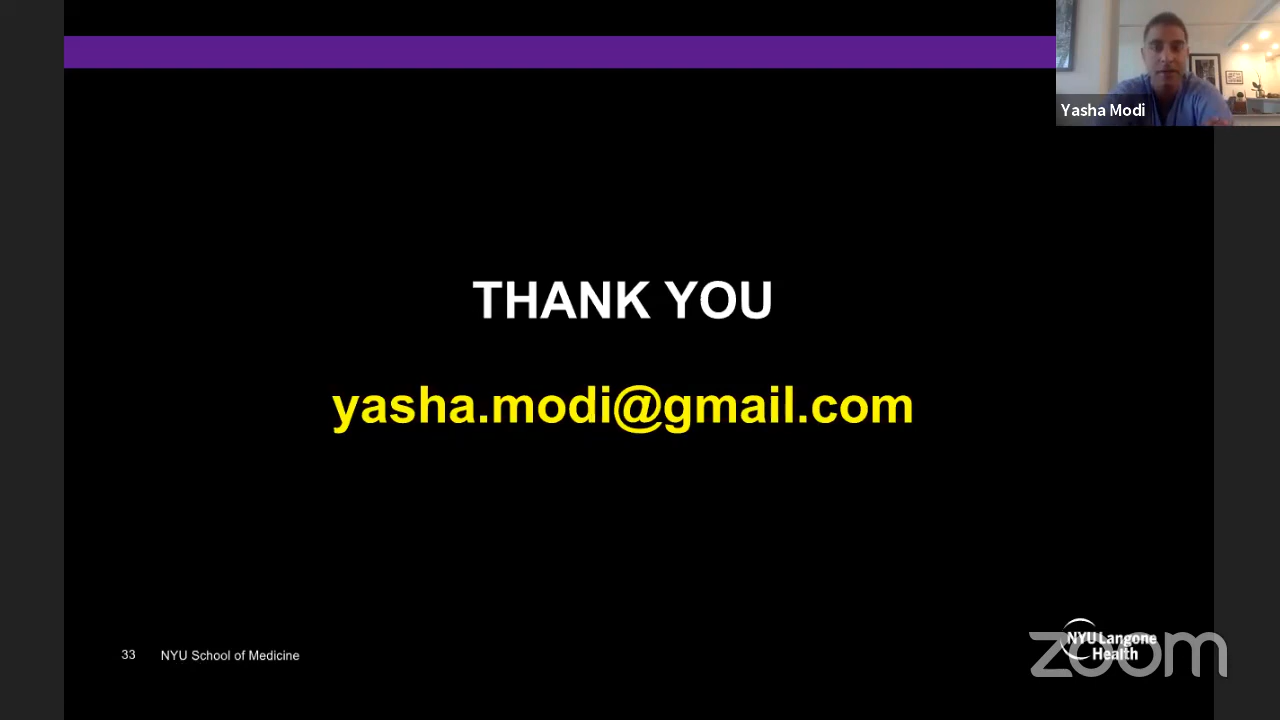 Yasha Modi
THANK YOU
yasha.modi@gmail.com
33 NYU School of Medicine
NYU Langone
Health
zoom